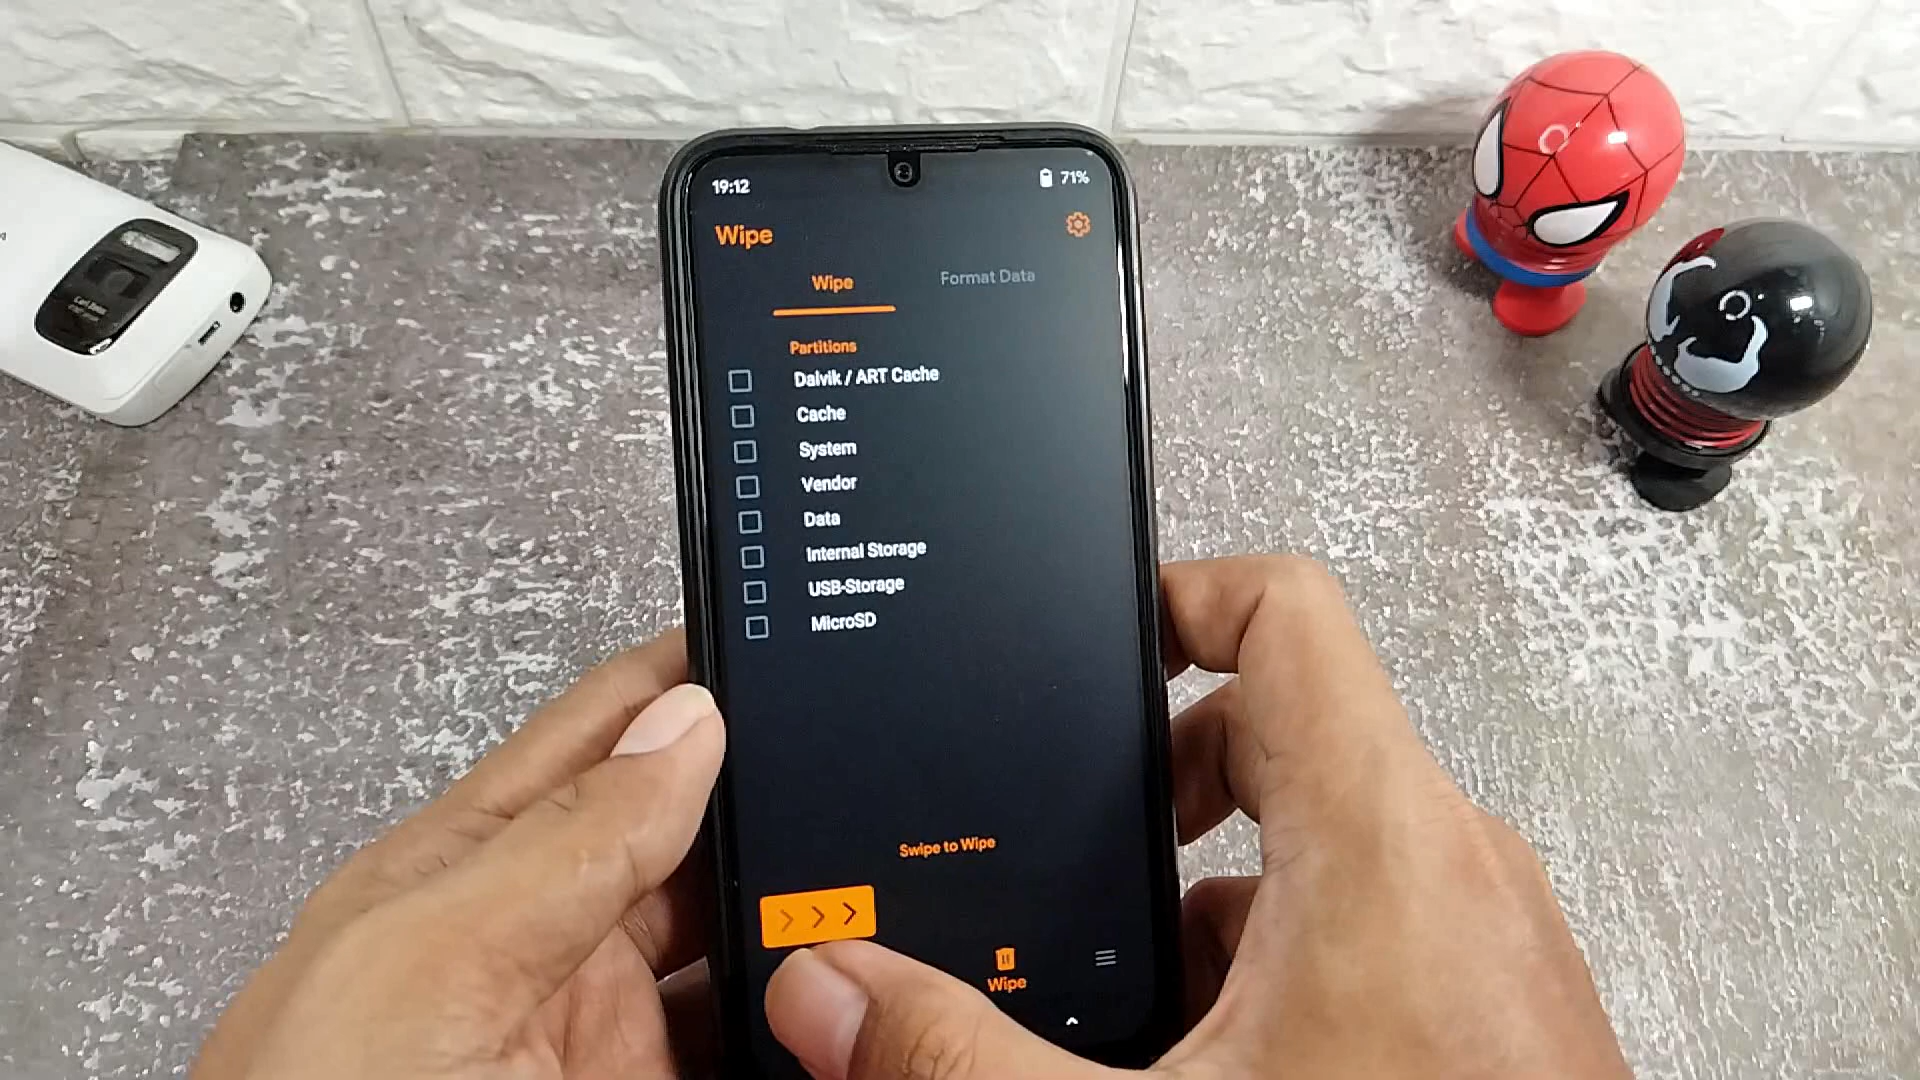 19:12
71%
Wipe
Wipe
Format Data
Partitions
Dalvik / ART Cache
Cache
System
Vendor
Data
Internal Storage
USB-Storage
MicroSD
Swipe to Wipe
Wipe